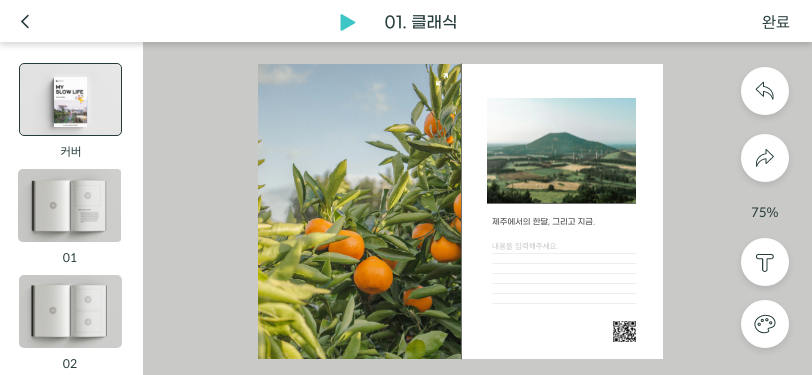 01. 클래식
완료
MY
SLOW LIFE
커버
01
02
제주에서의 한달, 그리고 지금.
내용을 입력해주세요.
75%
T